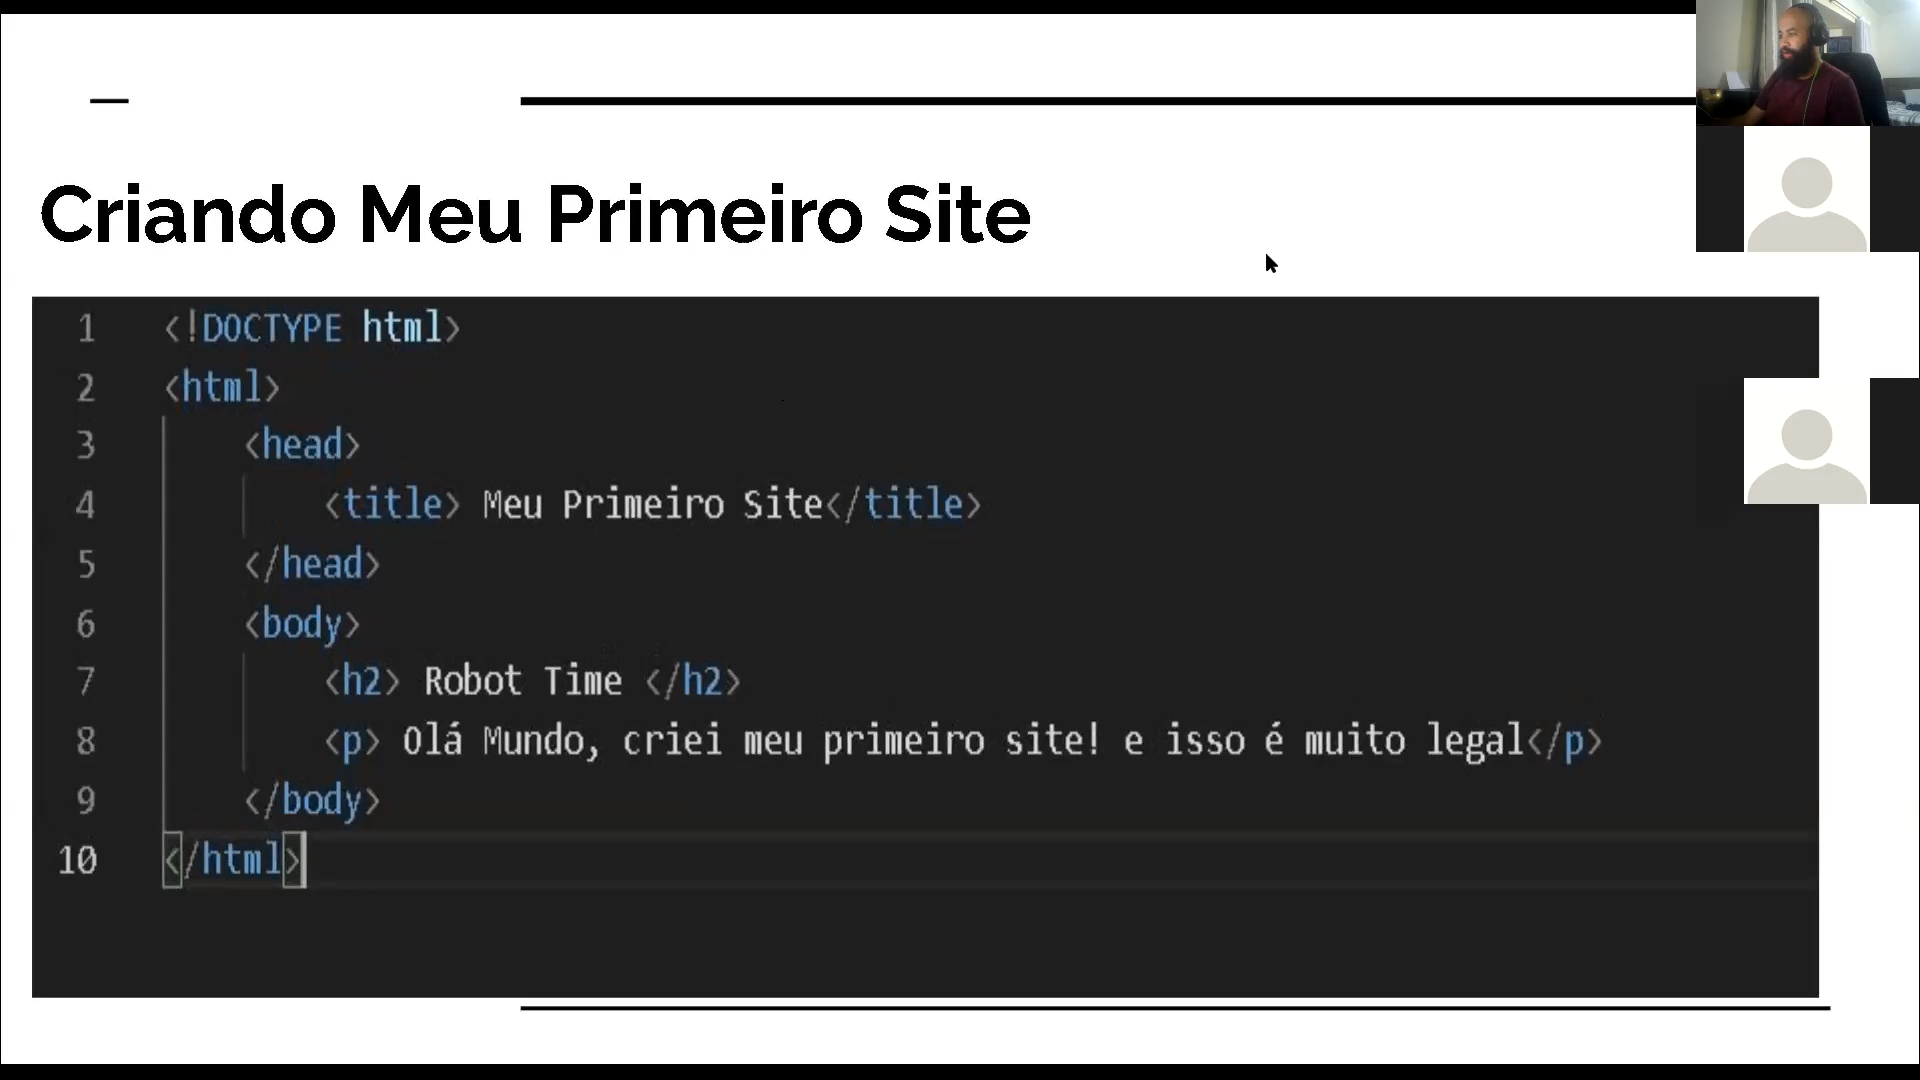 Criando Meu Primeiro Site
1 <!DOCTYPE html>
2 <html>
3 <head>
4 <title> Meu Primeiro Site</title>
5 </head>
6 <body>
7 <h2> Robot Time </h2>
8 <p> Olá Mundo, criei meu primeiro site! e isso é muito legal</p>
9 </body>
10 </html>